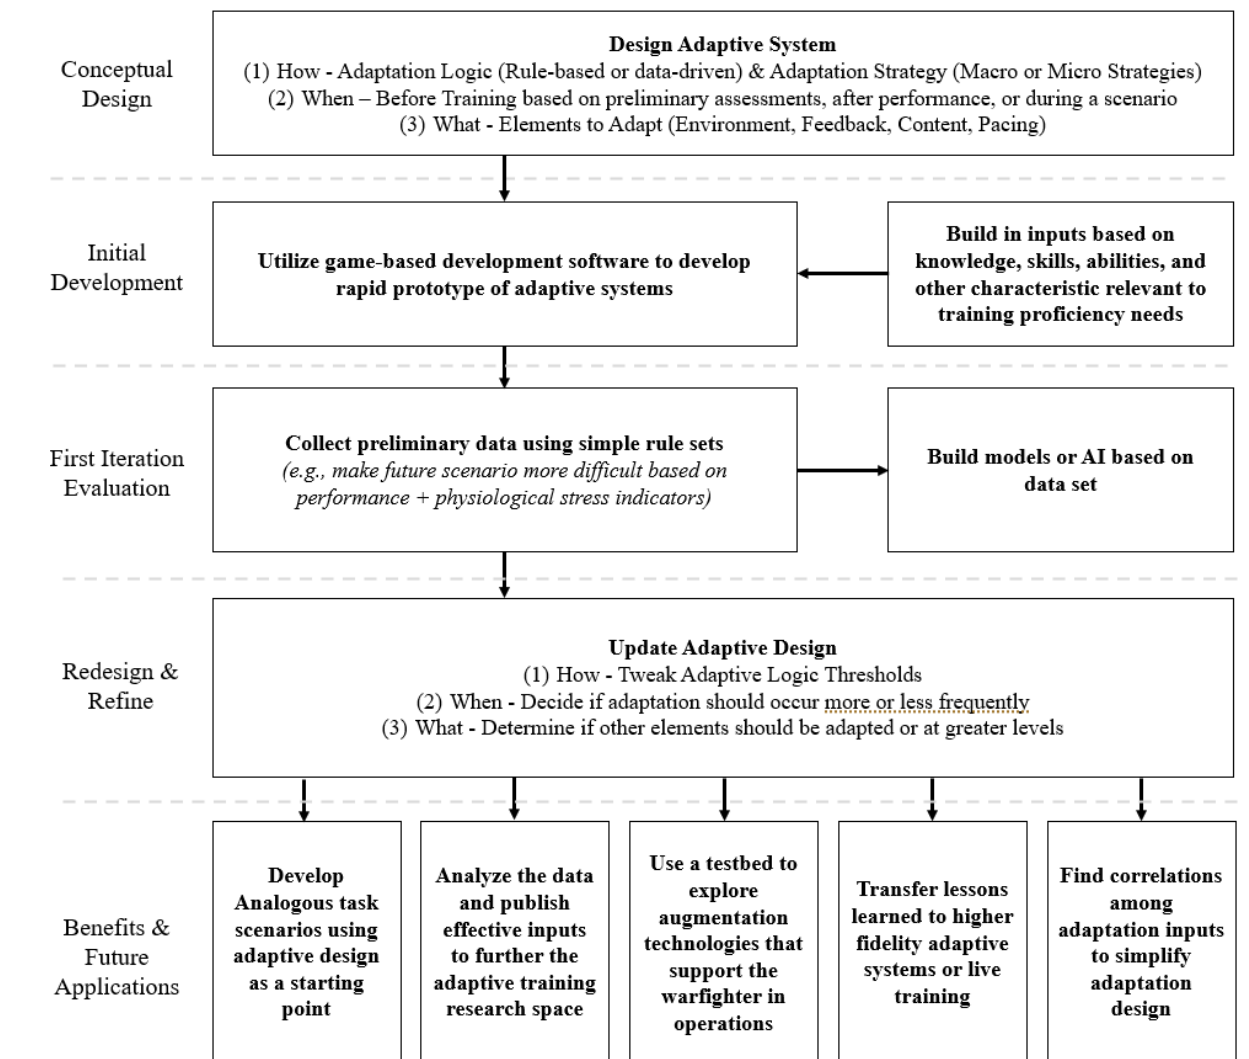 Conceptual
Design
Design Adaptive System
(1) How - Adaptation Logic (Rule-based or data-driven) & Adaptation Strategy (Macro or Micro Strategies)
(2) When – Before Training based on preliminary assessments, after performance, or during a scenario
(3) What - Elements to Adapt (Environment, Feedback, Content, Pacing)
Initial
Development
Utilize game-based development software to develop
rapid prototype of adaptive systems
Build in inputs based on
knowledge, skills, abilities, and
other characteristic relevant to
training proficiency needs
First Iteration
Evaluation
Collect preliminary data using simple rule sets
(e.g., make future scenario more difficult based on
performance + physiological stress indicators)
Build models or AI based on
data set
Redesign &
Refine
Update Adaptive Design
(1) How - Tweak Adaptive Logic Thresholds
(2) When - Decide if adaptation should occur more or less frequently
(3) What - Determine if other elements should be adapted or at greater levels
Benefits &
Future
Applications
Develop
Analogous task
scenarios using
adaptive design
as a starting
point
Analyze the data
and publish
effective inputs
to further the
adaptive training
research space
Use a testbed to
explore
augmentation
technologies that
support the
warfighter in
operations
Transfer lessons
learned to higher
fidelity adaptive
systems or live
training
Find correlations
among
adaptation inputs
to simplify
adaptation
design